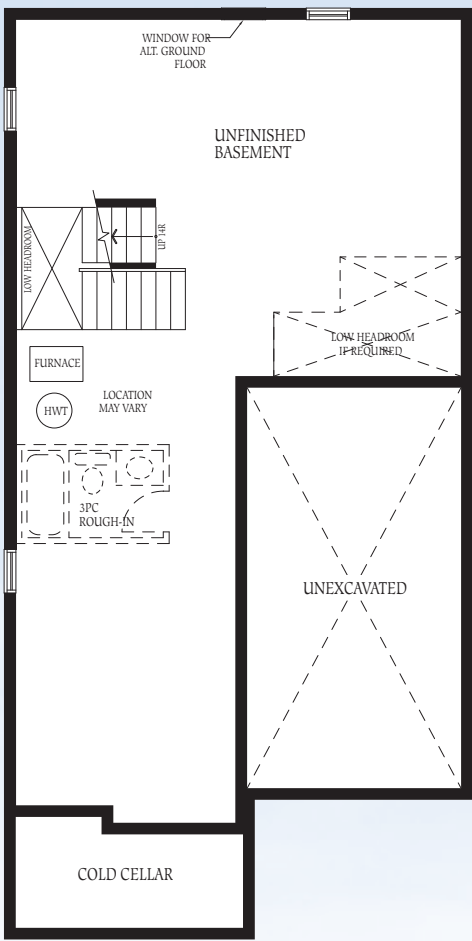 WINDOW FOR
ALT. GROUND
FLOOR
UNFINISHED
BASEMENT
LOW HEADROOM
UP 14R
LOW HEADROOM
IF REQUIRED
FURNACE
HWT
LOCATION
MAY VARY
3PC
ROUGH-IN
UNEXCAVATED
COLD CELLAR